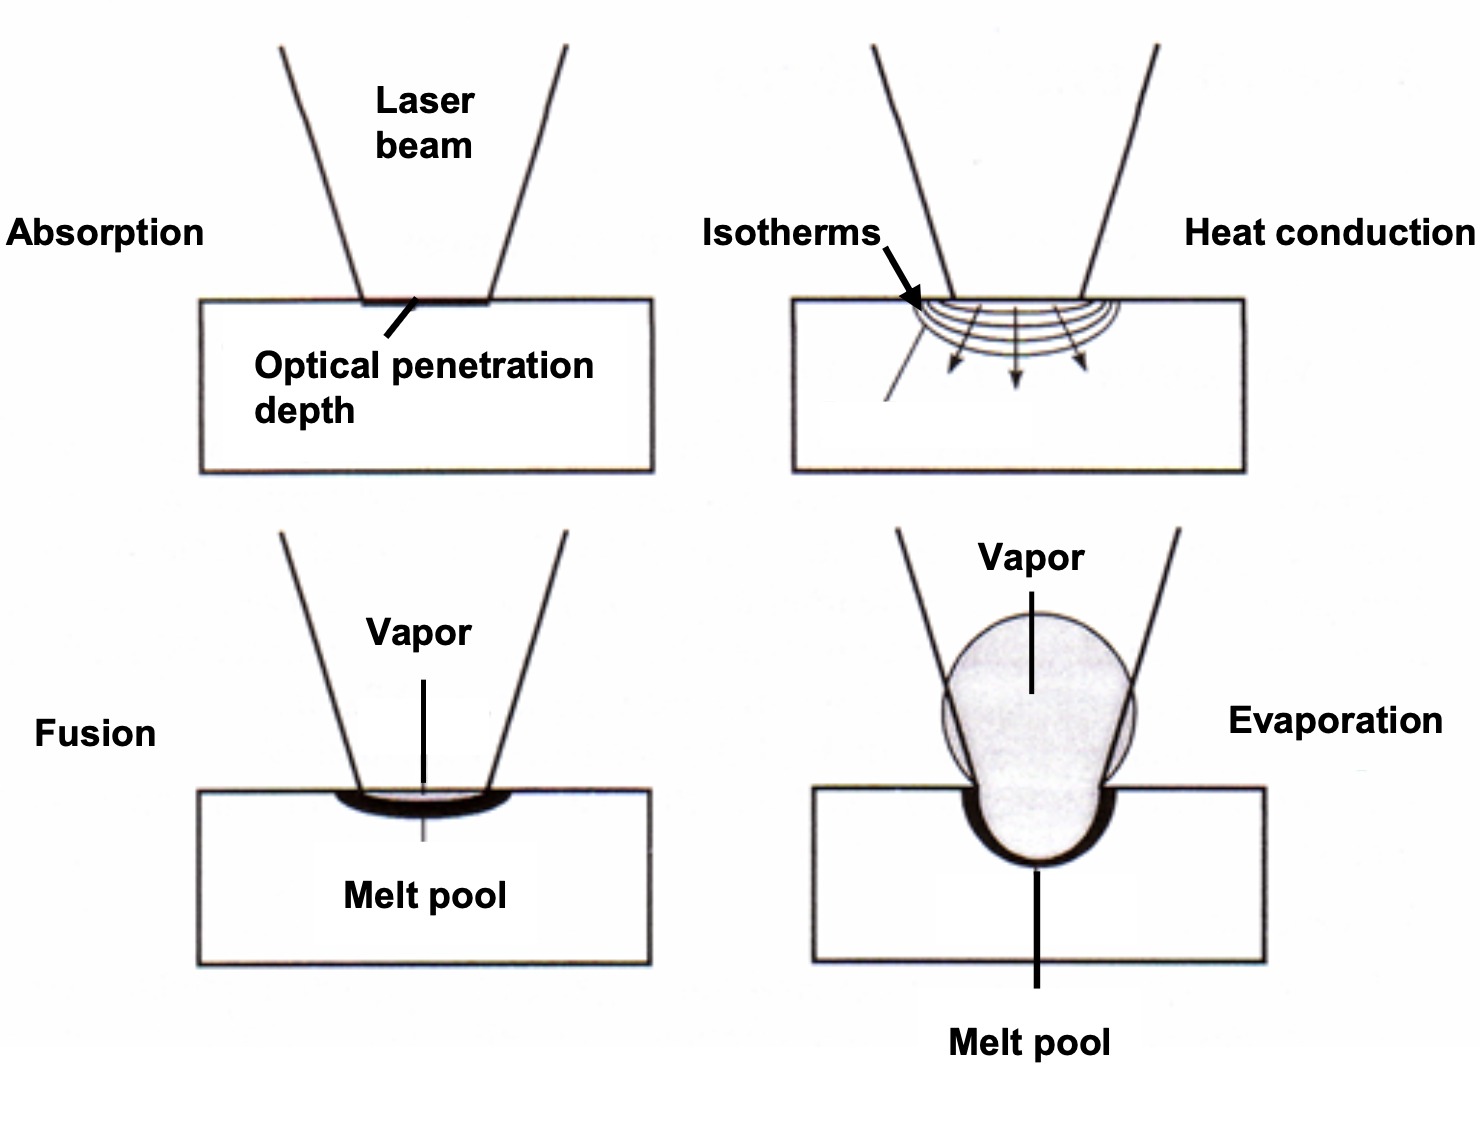 Laser
beam
Absorption
Optical penetration
depth
Isotherms
Heat conduction
Vapor
Fusion
Melt pool
Vapor
Evaporation
Melt pool